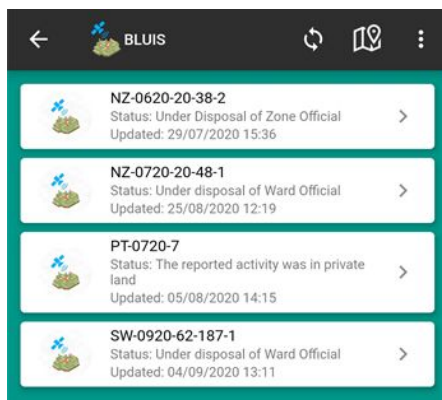 BLUIS
NZ-0620-20-38-2
Status: Under Disposal of Zone Official
Updated: 29/07/2020 15:36
NZ-0720-20-48-1
Status: Under disposal of Ward Official
Updated: 25/08/2020 12:19
PT-0720-7
Status: The reported activity was in private
land
Updated: 05/08/2020 14:15
SW-0920-62-187-1
Status: Under disposal of Ward Official
Updated: 04/09/2020 13:11